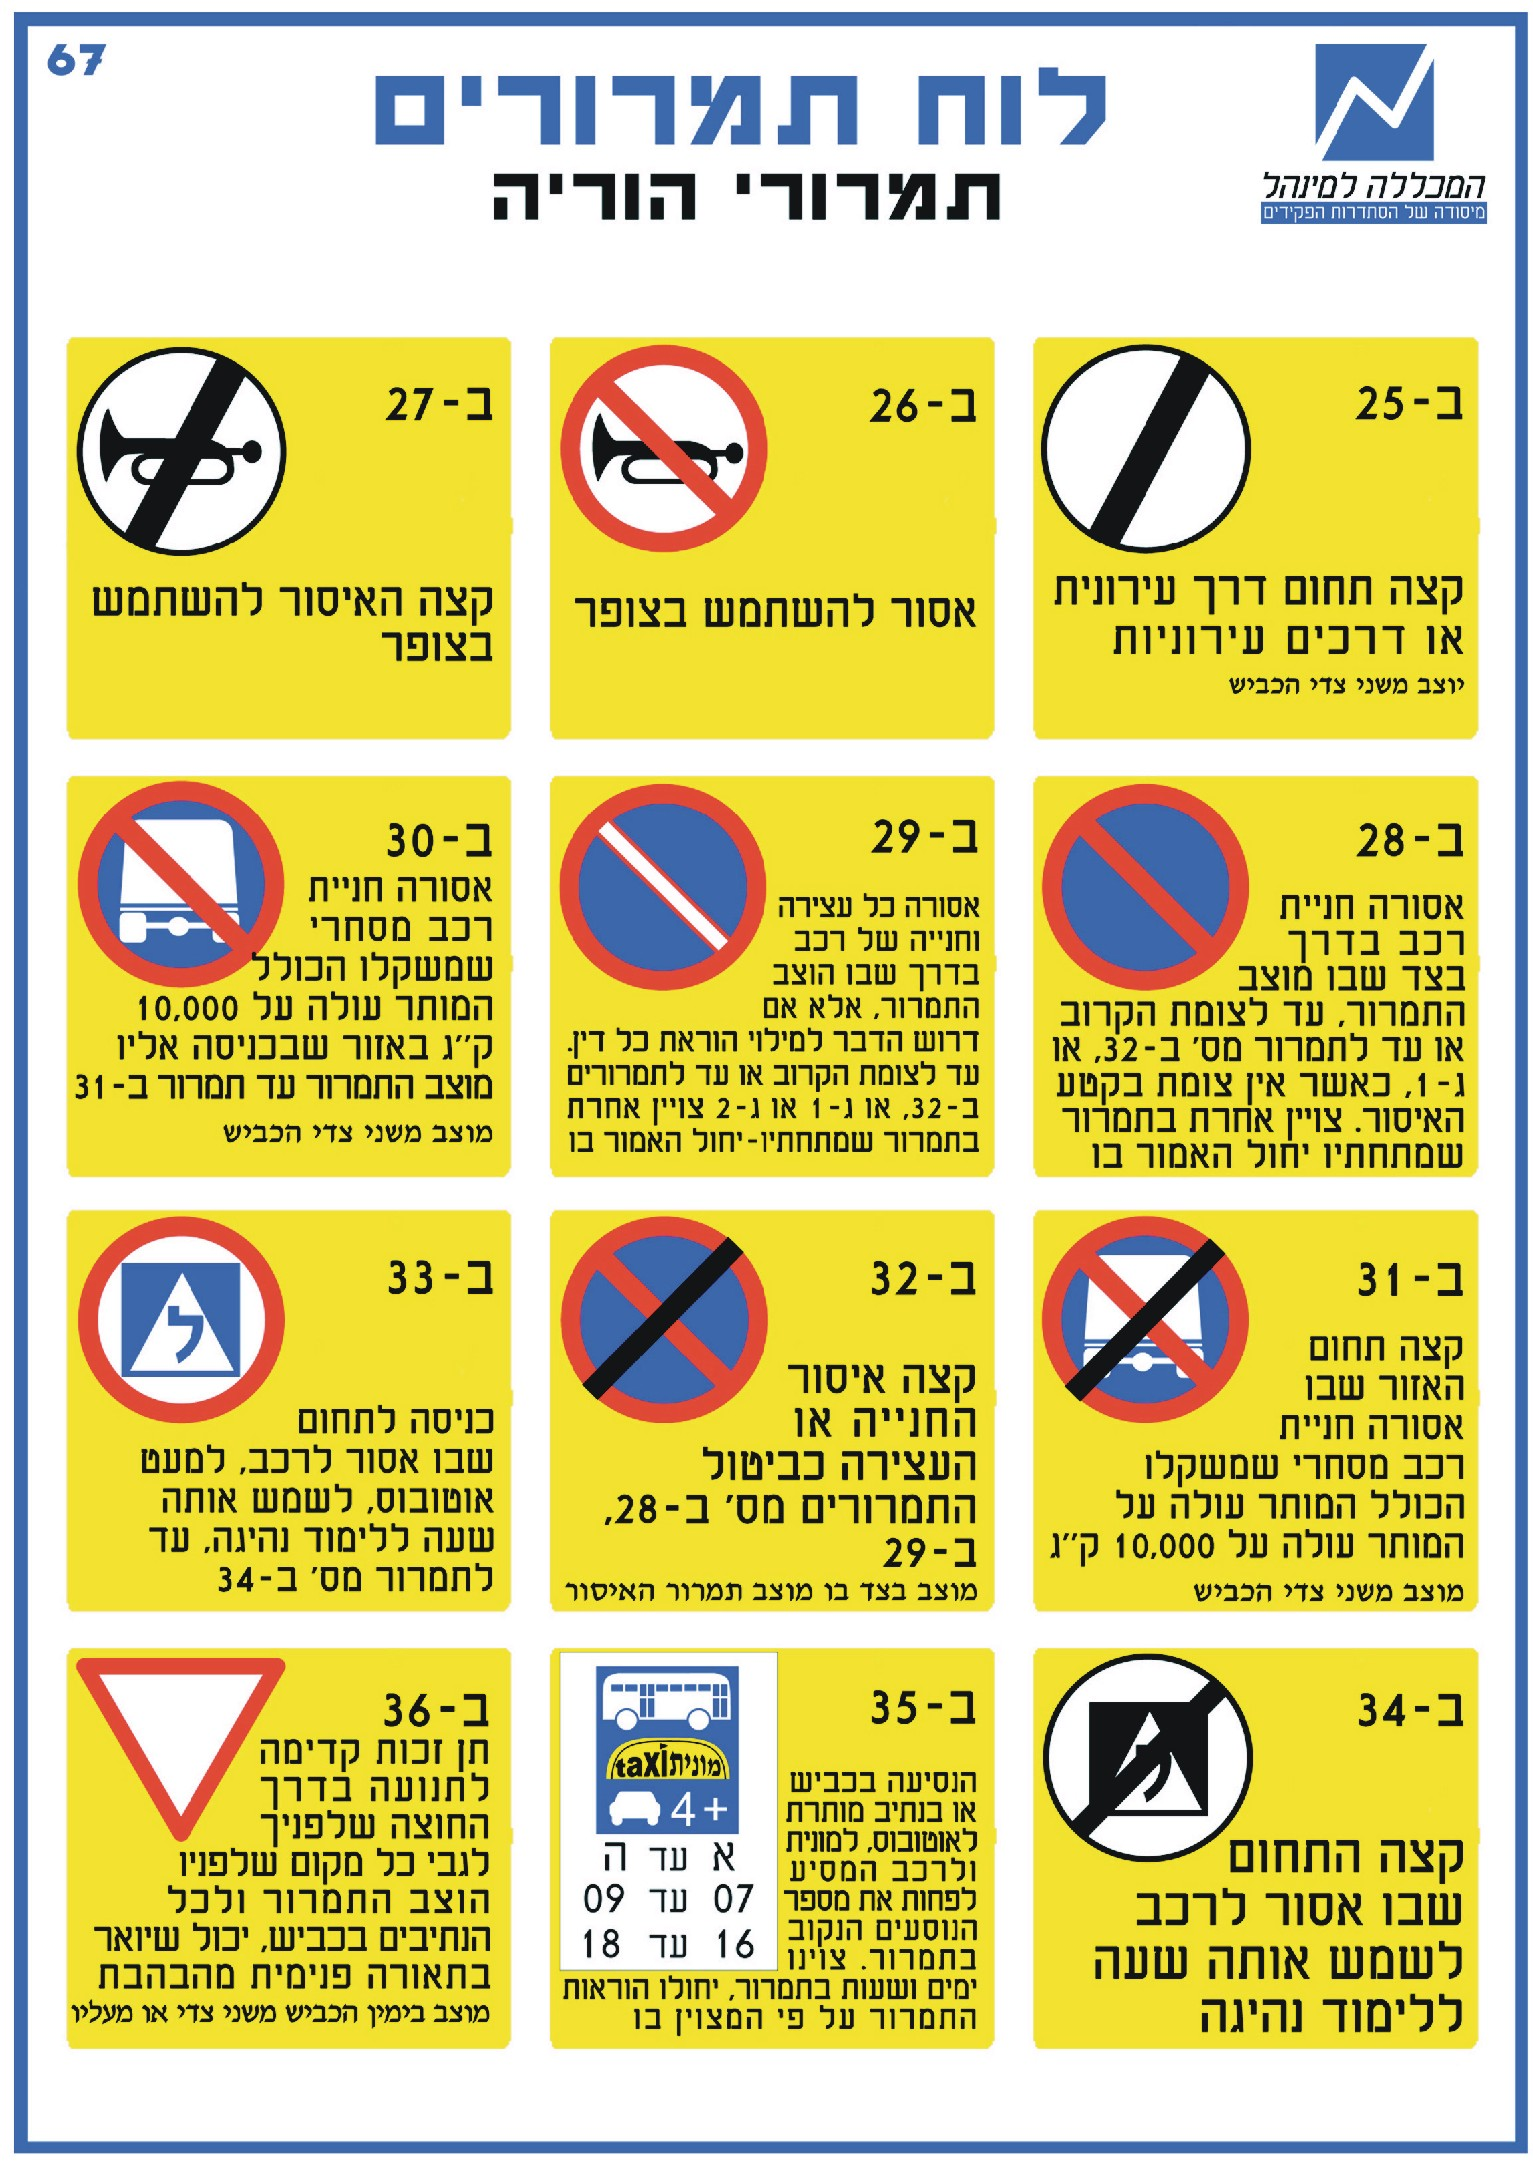 67
לוח תמרורים
תמרורי הוריה
המכללה למינהל
מיסודה של הסתדרות הפקידים
ב-25
קצה תחום דרך עירונית
או דרכים עירוניות
יוצב משני צדי הכביש
ב-26
אסור להשתמש בצופר
ב-27
קצה האיסור להשתמש
בצופר
ב-28
אסורה חניית
רכב בדרך
בצד שבו מוצב
התמרור, עד לצומת הקרוב
או עד לתמרור מס' ב-32, או
ג-1, כאשר אין צומת בקטע
האיסור. צויין אחרת בתמרור
שמתחתיו יחול האמור בו
ב-29
אסורה כל עצירה
וחנייה של רכב
בדרך שבו הוצב
התמרור, אלא אם
דרוש הדבר למילוי הוראת כל דין.
עד לצומת הקרוב או עד לתמרורים
ב-32, או ג-1 או ג-2 צויין אחרת
בתמרור שמתחתיו-יחול האמור בו
ב-30
אסורה חניית
רכב מסחרי
שמשקלו הכולל
המותר עולה על 10,000
ק''ג באזור שבכניסה אליו
מוצב התמרור עד תמרור ב-31
מוצב משני צדי הכביש
ב-31
קצה תחום
האזור שבו
אסורה חניית
רכב מסחרי שמשקלו
הכולל המותר עולה על
המותר עולה על 10,000 ק''ג
מוצב משני צדי הכביש
ב-32
קצה איסור
החנייה או
העצירה כביטול
התמרורים מס' ב-28,
ב-29
מוצב בצד בו מוצב תמרור האיסור
ב-33
כניסה לתחום
שבו אסור לרכב, למעט
אוטובוס, לשמש אותה
שעה ללימוד נהיגה, עד
לתמרור מס' ב-34
ל
ב-34
קצה התחום
שבו אסור לרכב
לשמש אותה שעה
ללימוד נהיגה
ל
ב-35
הנסיעה בכביש
או בנתיב מותרת
לאוטובוס, למונית
ולרכב המסיע
לפחות את מספר
הנוסעים הנקוב
בתמרור. צוינו
ימים ושעות בתמרור, יחולו הוראות
התמרור על פי המצוין בו
מונית taxi
4+
א עד ה
07 עד 09
16 עד 18
ב-36
תן זכות קדימה
לתנועה בדרך
החוצה שלפניך
לגבי כל מקום שלפניו
הוצב התמרור ולכל
הנתיבים בכביש, יכול שיואר
בתאורה פנימית מהבהבת
מוצב בימין הכביש משני צדי או מעליו